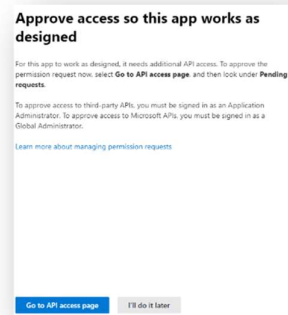 Approve access so this app works as
designed
For this app to work as designed, it needs additional API access. To approve the
permission request now, select Go to API access page, and then look under Pending
requests.
To approve access to third-party APIs, you must be signed in as an Application
Administrator. To approve access to Microsoft APIs, you must be signed in as a
Global Administrator.
Learn more about managing permission requests
Go to API access page
I'll do it later